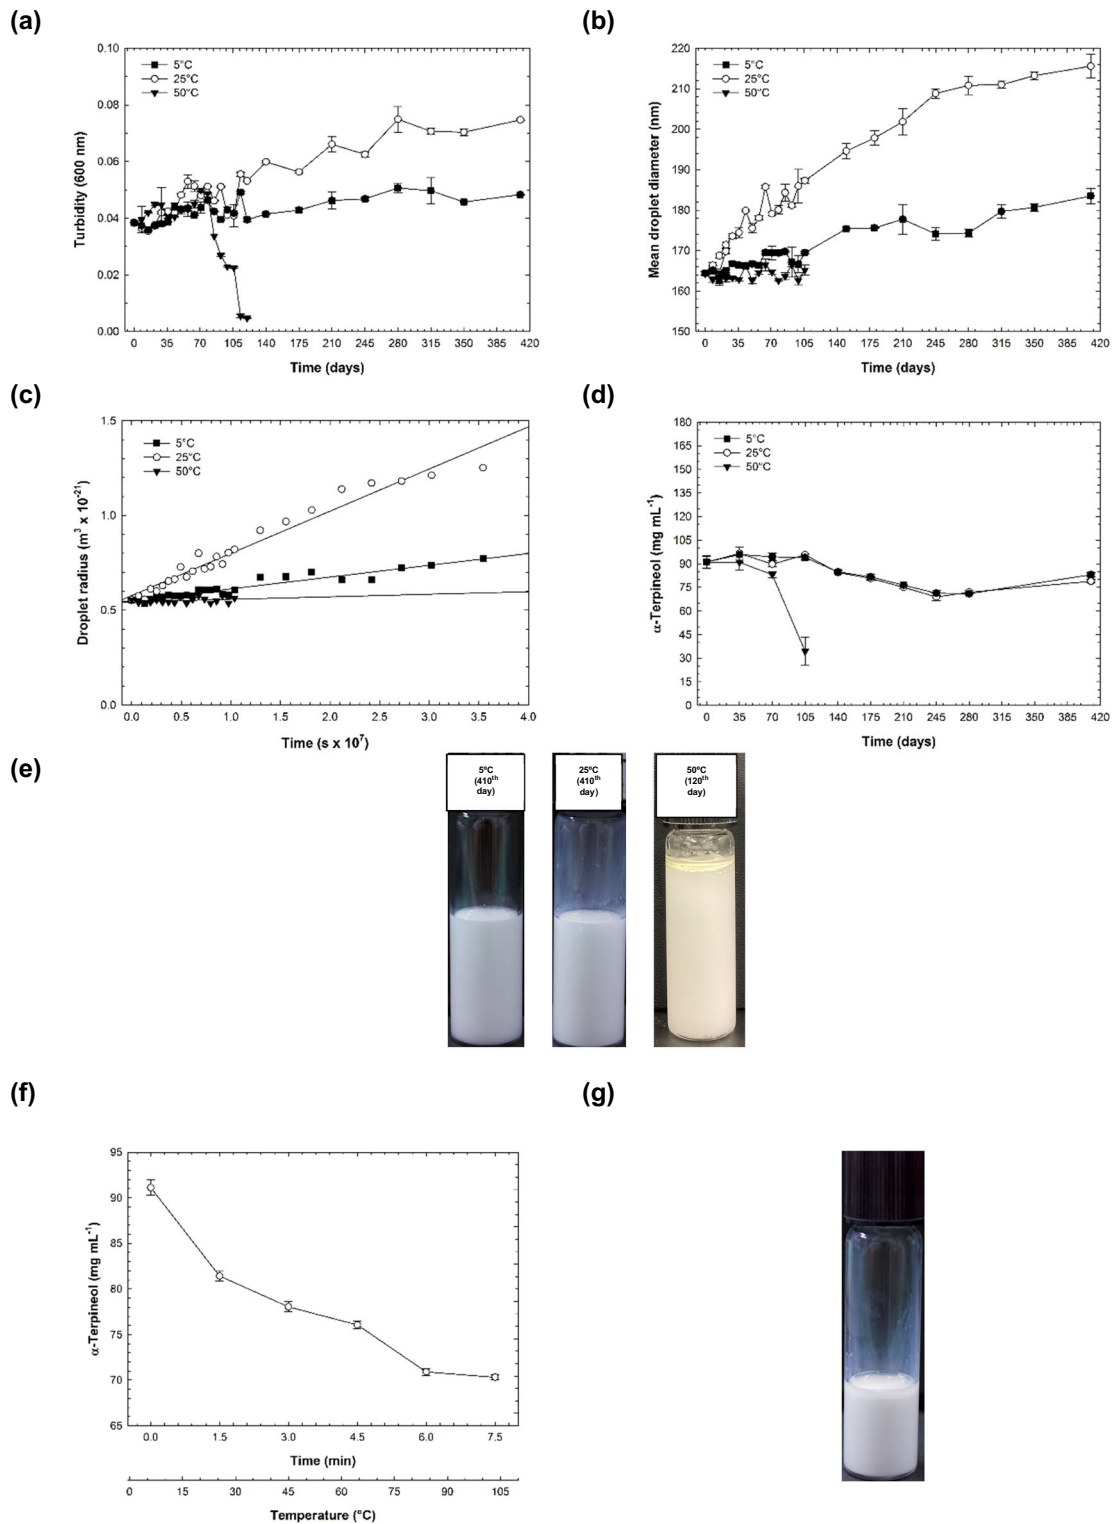 (a)
0.10
0.08
0.06
0.04
0.02
0.00
Turbidity (600 nm)
5°C
25°C
50°C
0 35 70 105 140 175 210 245 280 315 350 385 420
Time (days)
(b)
220
210
200
190
180
170
160
150
Mean droplet diameter (nm)
5°C
25°C
50°C
0 35 70 105 140 175 210 245 280 315 350 385 420
Time (days)
(c)
1.5
1.0
0.5
0.0
Droplet radius (m³ x 10⁻²¹)
5°C
25°C
50°C
0.0 0.5 1.0 1.5 2.0 2.5 3.0 3.5 4.0
Time (s x 10⁷)
(d)
180
165
150
135
120
105
90
75
60
45
30
15
0
α-Terpineol (mg mL⁻¹)
5°C
25°C
50°C
0 35 70 105 140 175 210 245 280 315 350 385 420
Time (days)
(e)
5ºC
(410th
day)
25ºC
(410th
day)
50ºC
(120th
day)
(f)
95
90
85
80
75
70
65
α-Terpineol (mg mL⁻¹)
0.0 1.5 3.0 4.5 6.0 7.5
Time (min)
0 15 30 45 60 75 90 105
Temperature (°C)
(g)